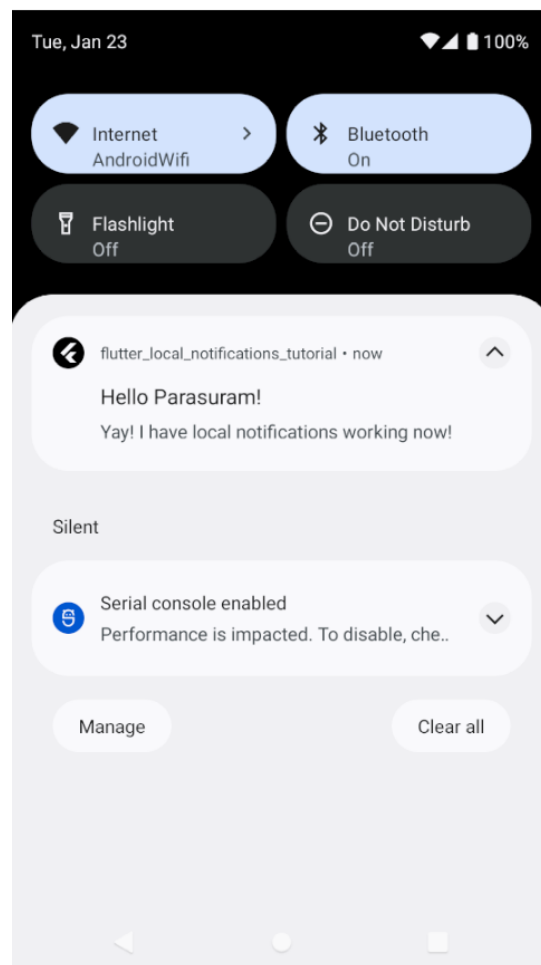 Tue, Jan 23 100%
Internet
AndroidWifi
Bluetooth
On
Flashlight
Off
Do Not Disturb
Off
flutter_local_notifications_tutorial • now
Hello Parasuram!
Yay! I have local notifications working now!
Silent
Serial console enabled
Performance is impacted. To disable, che..
Manage
Clear all